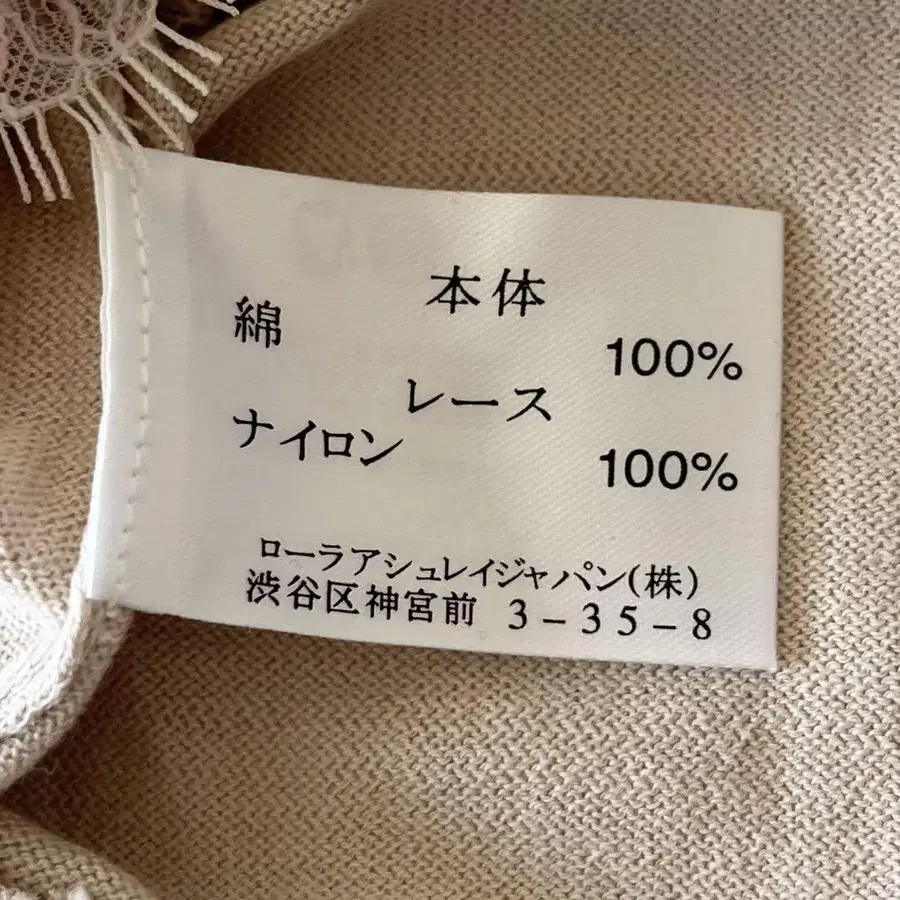 本体
綿 100%
レース
ナイロン 100%
ローラアシュレイジャパン(株)
渋谷区神宮前 3-35-8